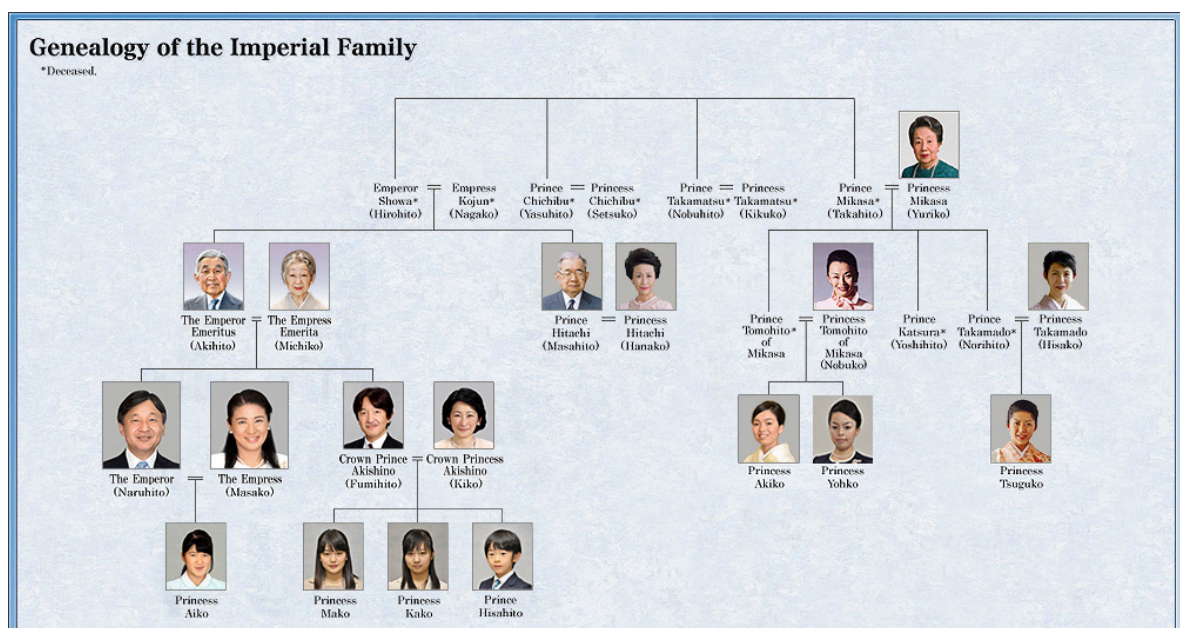 Genealogy of the Imperial Family
*Deceased.
Emperor
Showa*
(Hirohito)
Empress
Kojun*
(Nagako)
Prince
Chichibu*
(Yasuhito)
Princess
Chichibu*
(Setsuko)
Prince
Takamatsu*
(Nobuhito)
Princess
Takamatsu*
(Kikuko)
Prince
Mikasa*
(Takahito)
Princess
Mikasa
(Yuriko)
The Emperor
Emeritus
(Akihito)
The Empress
Emerita
(Michiko)
Prince
Hitachi
(Masahito)
Princess
Hitachi
(Hanako)
Prince
Tomohito*
of
Mikasa
Princess
Tomohito
of
Mikasa
(Nobuko)
Prince
Katsura*
(Yoshihito)
Prince
Takamado*
(Norihito)
Princess
Takamado
(Hisako)
The Emperor
(Naruhito)
The Empress
(Masako)
Crown Prince
Akishino
(Fumihito)
Crown Princess
Akishino
(Kiko)
Princess
Akiko
Princess
Yohko
Princess
Tsuguko
Princess
Aiko
Princess
Mako
Princess
Kako
Prince
Hisahito